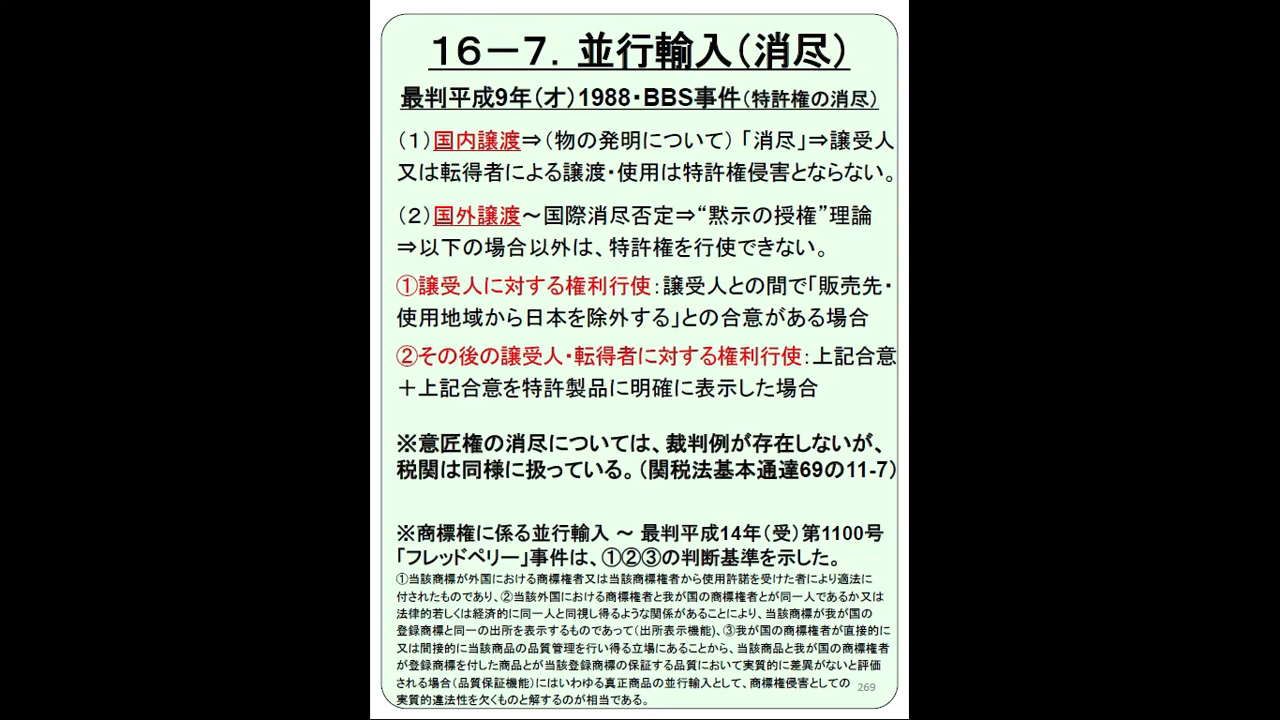 16－7．並行輸入（消尽）
最判平成9年（オ）1988・BBS事件（特許権の消尽）
（１）国内譲渡⇒（物の発明について）「消尽」⇒譲受人
又は転得者による譲渡・使用は特許権侵害とならない。
（２）国外譲渡～国際消尽否定⇒“黙示の授権”理論
⇒以下の場合以外は、特許権を行使できない。
①譲受人に対する権利行使：譲受人との間で「販売先・
使用地域から日本を除外する」との合意がある場合
②その後の譲受人・転得者に対する権利行使：上記合意
＋上記合意を特許製品に明確に表示した場合
※意匠権の消尽については、裁判例が存在しないが、
税関は同様に扱っている。（関税法基本通達69の11-7）
※商標権に係る並行輸入 ～ 最判平成14年（受）第1100号
「フレッドペリー」事件は、①②③の判断基準を示した。
①当該商標が外国における商標権者又は当該商標権者から使用許諾を受けた者により適法に
付されたものであり、②当該外国における商標権者と我が国の商標権者とが同一人であるか又は
法律的若しくは経済的に同一人と同視し得るような関係があることにより、当該商標が我が国の
登録商標と同一の出所を表示するものであって（出所表示機能）、③我が国の商標権者が直接的に
又は間接的に当該商品の品質管理を行い得る立場にあることから、当該商品と我が国の商標権者
が登録商標を付した商品とが当該登録商標の保証する品質において実質的に差異がないと評価
される場合（品質保証機能）にはいわゆる真正商品の並行輸入として、商標権侵害としての
実質的違法性を欠くものと解するのが相当である。
269